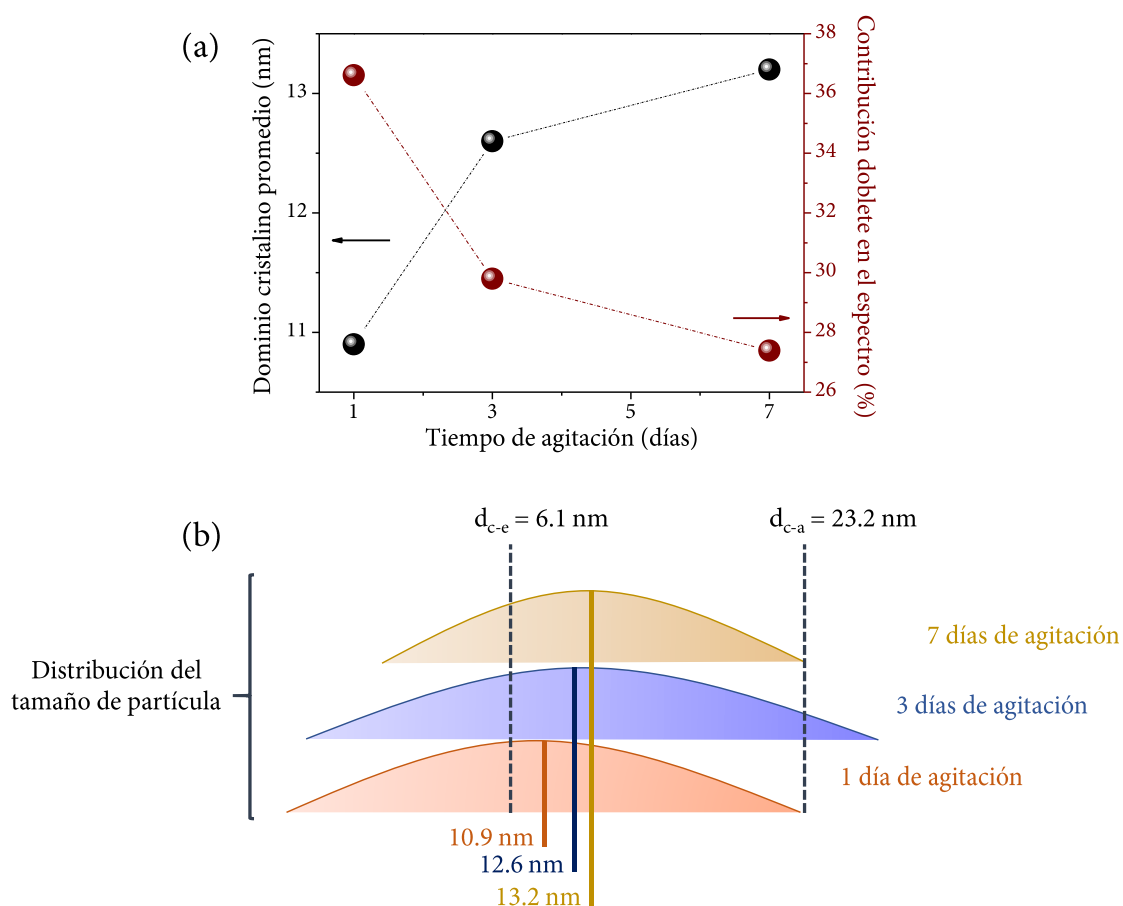 (a)
Dominio cristalino promedio (nm)
13
12
11
38
36
34
32
30
28
26
Contribución doblete en el espectro (%)
1
3
5
7
Tiempo de agitación (días)
(b)
d_c-e = 6.1 nm
d_c-a = 23.2 nm
Distribución del
tamaño de partícula
7 días de agitación
3 días de agitación
1 día de agitación
10.9 nm
12.6 nm
13.2 nm